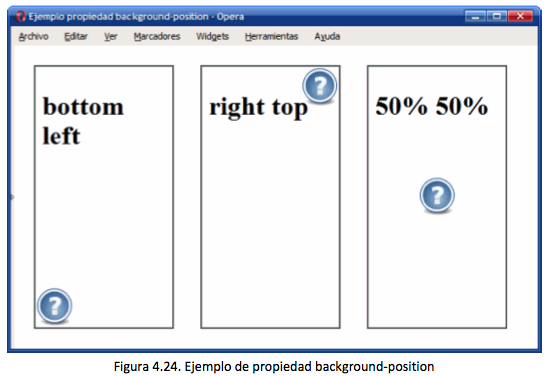 Ejemplo propiedad background-position - Opera
Archivo Editar Ver Marcadores Widgets Herramientas Ayuda
bottom
left
right top
50% 50%
?
?
?
Figura 4.24. Ejemplo de propiedad background-position